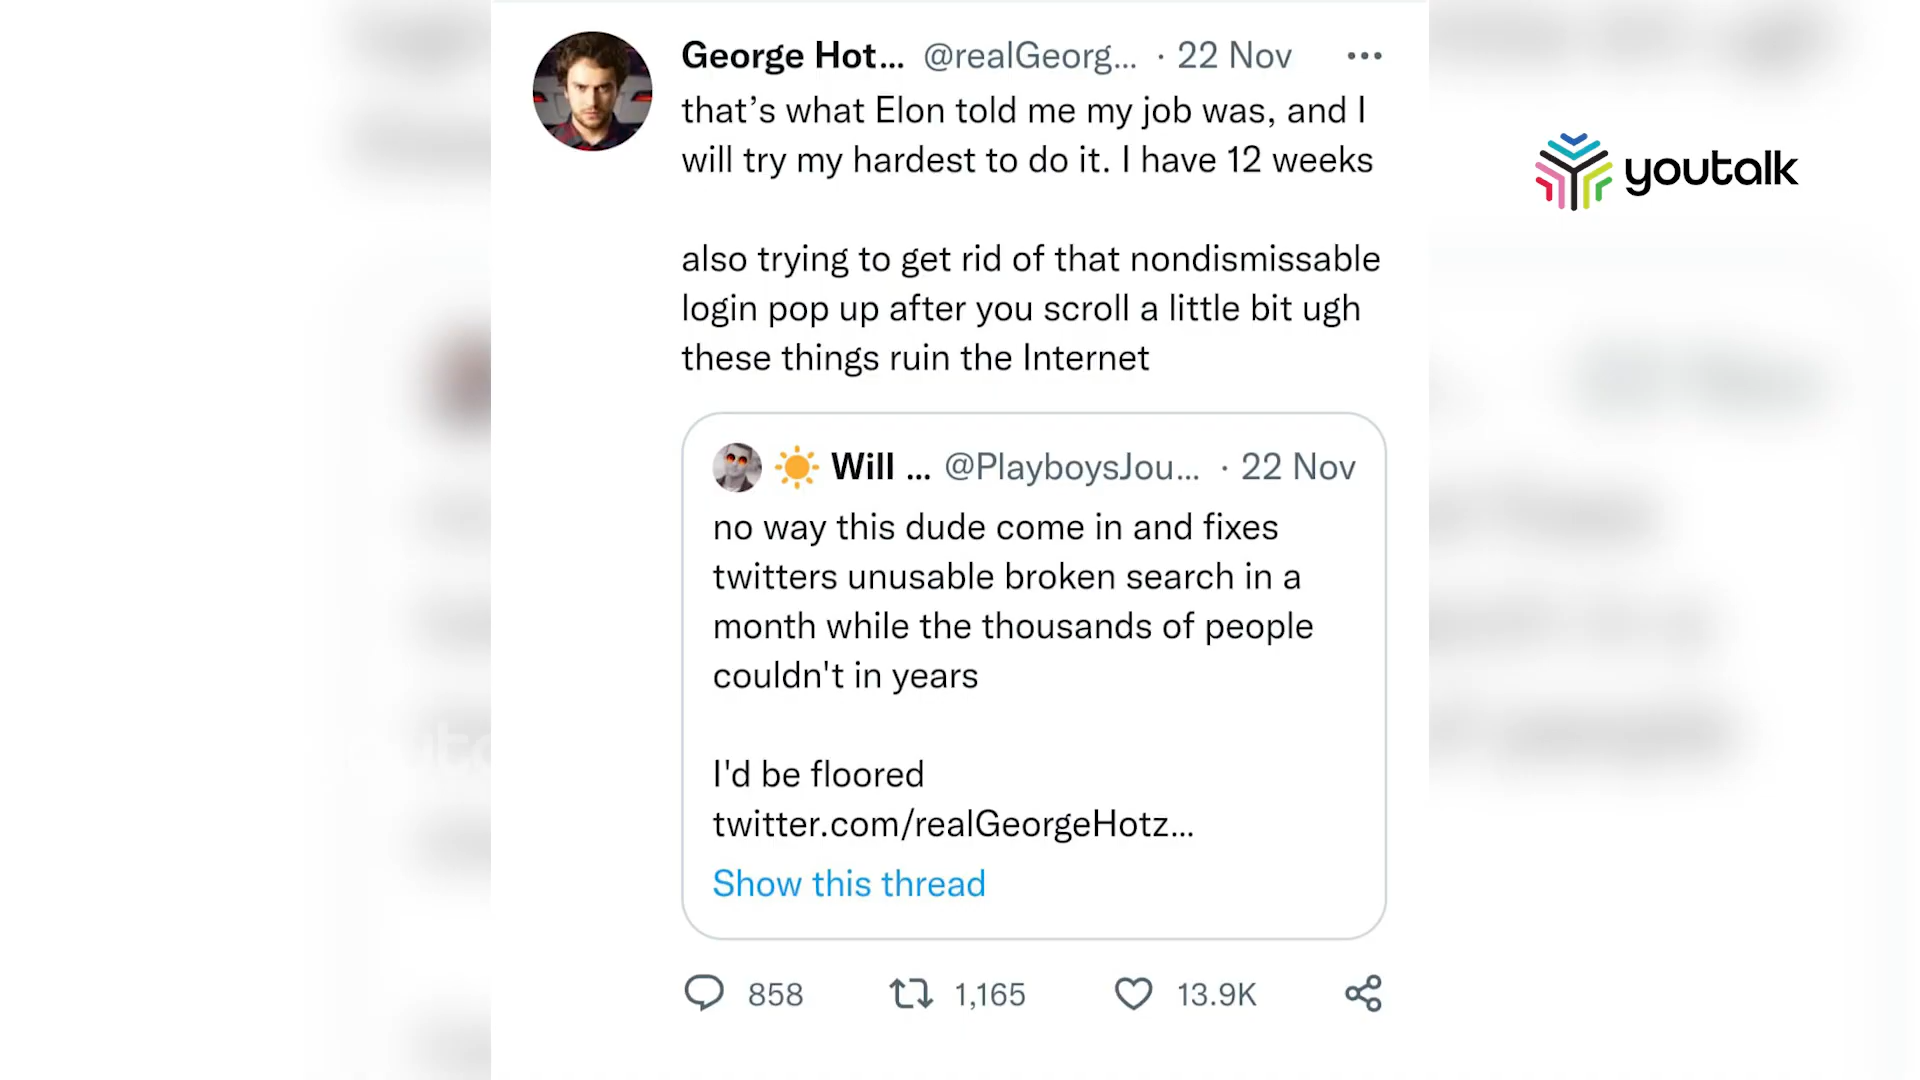 George Hot... @realGeorg... · 22 Nov
that’s what Elon told me my job was, and I
will try my hardest to do it. I have 12 weeks
also trying to get rid of that nondismissable
login pop up after you scroll a little bit ugh
these things ruin the Internet
Will ... @PlayboysJou... · 22 Nov
no way this dude come in and fixes
twitters unusable broken search in a
month while the thousands of people
couldn't in years
I'd be floored
twitter.com/realGeorgeHotz...
Show this thread
858 1,165 13.9K
youtalk